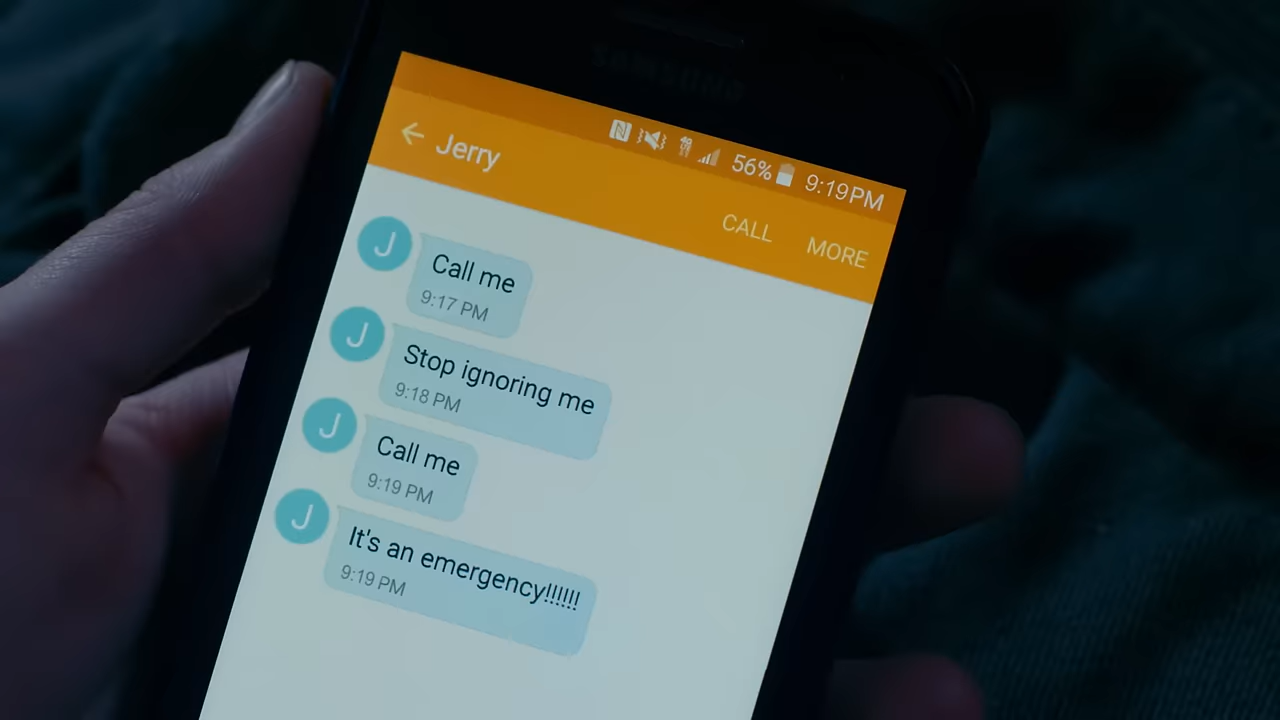 SAMSUNG
56% 9:19PM
Jerry
CALL MORE
J
Call me
9:17 PM
J
Stop ignoring me
9:18 PM
J
Call me
9:19 PM
J
It's an emergency!!!!!!
9:19 PM